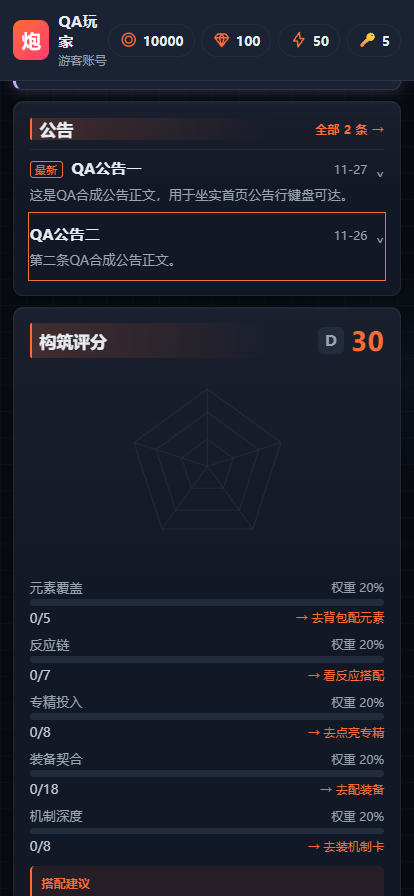 炮
QA玩家
游客账号
10000
100
50
5
公告
全部 2 条 →
最新 QA公告一 11-27
这是QA合成公告正文，用于坐实首页公告行键盘可达。
QA公告二 11-26
第二条QA合成公告正文。
构筑评分 D 30
元素覆盖 权重 20%
0/5 → 去背包配元素
反应链 权重 20%
0/7 → 看反应搭配
专精投入 权重 20%
0/8 → 去点亮专精
装备契合 权重 20%
0/18 → 去配装备
机制深度 权重 20%
0/8 → 去装机制卡
搭配建议